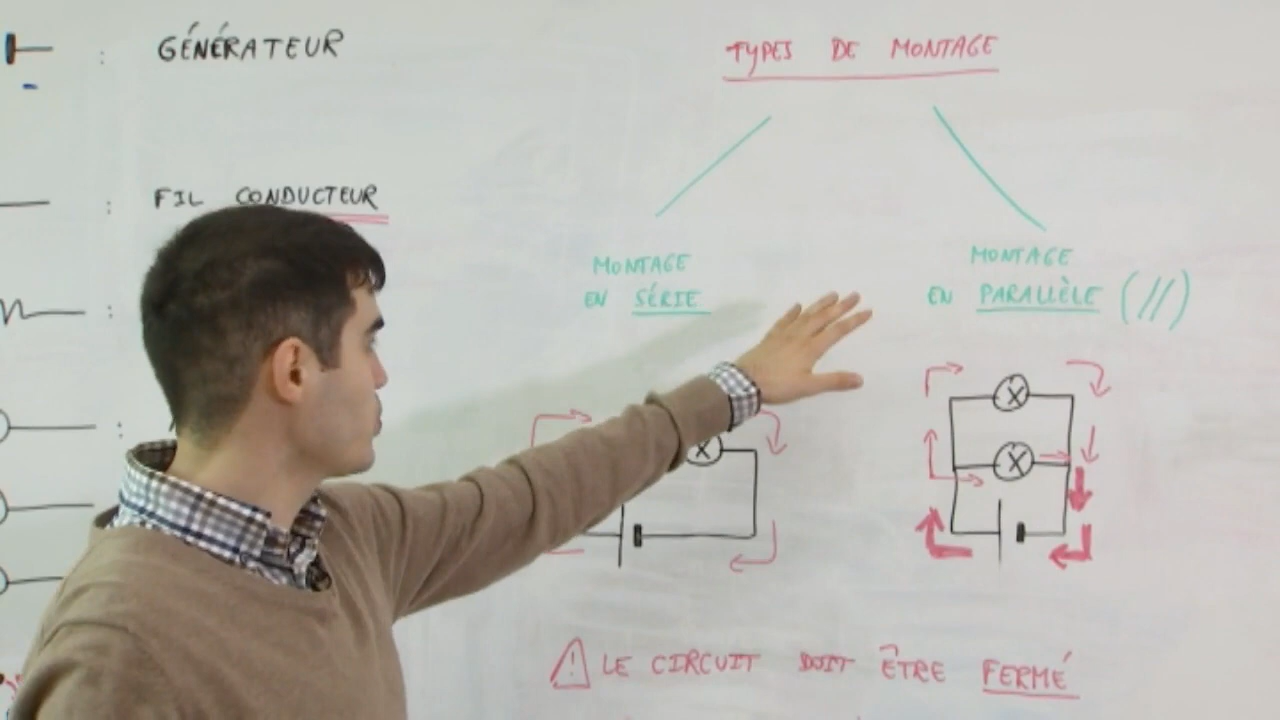 GÉNÉRATEUR
FIL CONDUCTEUR
TYPES DE MONTAGE
MONTAGE
EN SÉRIE
MONTAGE
EN PARALLÈLE (//)
LE CIRCUIT DOIT ÊTRE FERMÉ